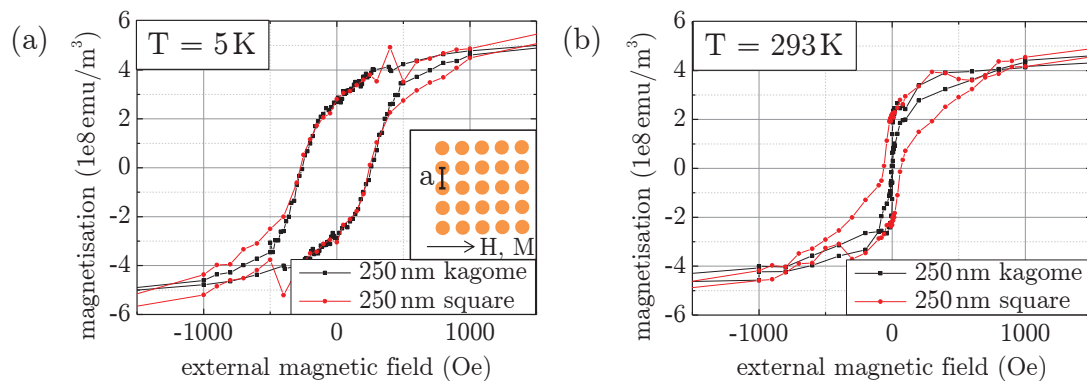 (a)
T = 5 K
magnetisation (1e8 emu/m³)
6
4
2
0
-2
-4
-6
a
H, M
250 nm kagome
250 nm square
-1000
0
1000
external magnetic field (Oe)
(b)
T = 293 K
magnetisation (1e8 emu/m³)
6
4
2
0
-2
-4
-6
250 nm kagome
250 nm square
-1000
0
1000
external magnetic field (Oe)